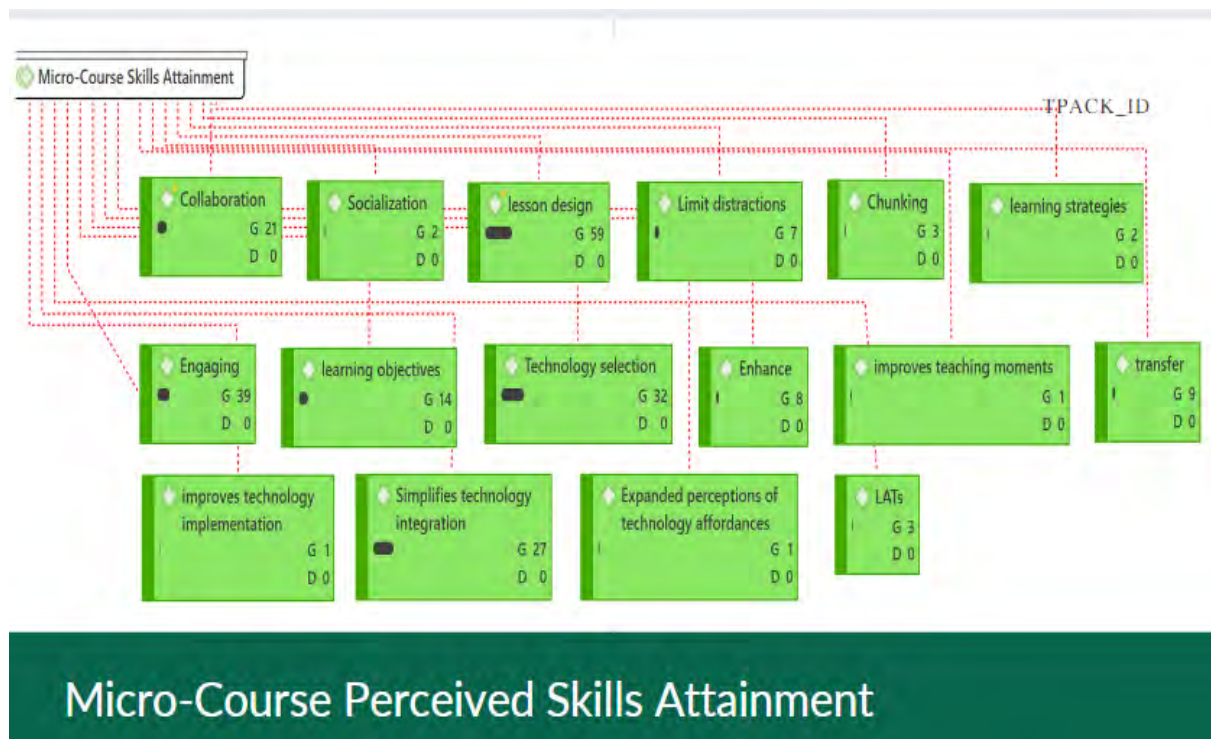 Micro-Course Skills Attainment
TPACK_ID
Collaboration
G 21
D 0
Socialization
G 2
D 0
lesson design
G 59
D 0
Limit distractions
G 7
D 0
Chunking
G 3
D 0
learning strategies
G 2
D 0
Engaging
G 39
D 0
learning objectives
G 14
D 0
Technology selection
G 32
D 0
Enhance
G 8
D 0
improves teaching moments
G 1
D 0
transfer
G 9
D 0
improves technology
implementation
G 1
D 0
Simplifies technology
integration
G 27
D 0
Expanded perceptions of
technology affordances
G 1
D 0
LATs
G 3
D 0
Micro-Course Perceived Skills Attainment